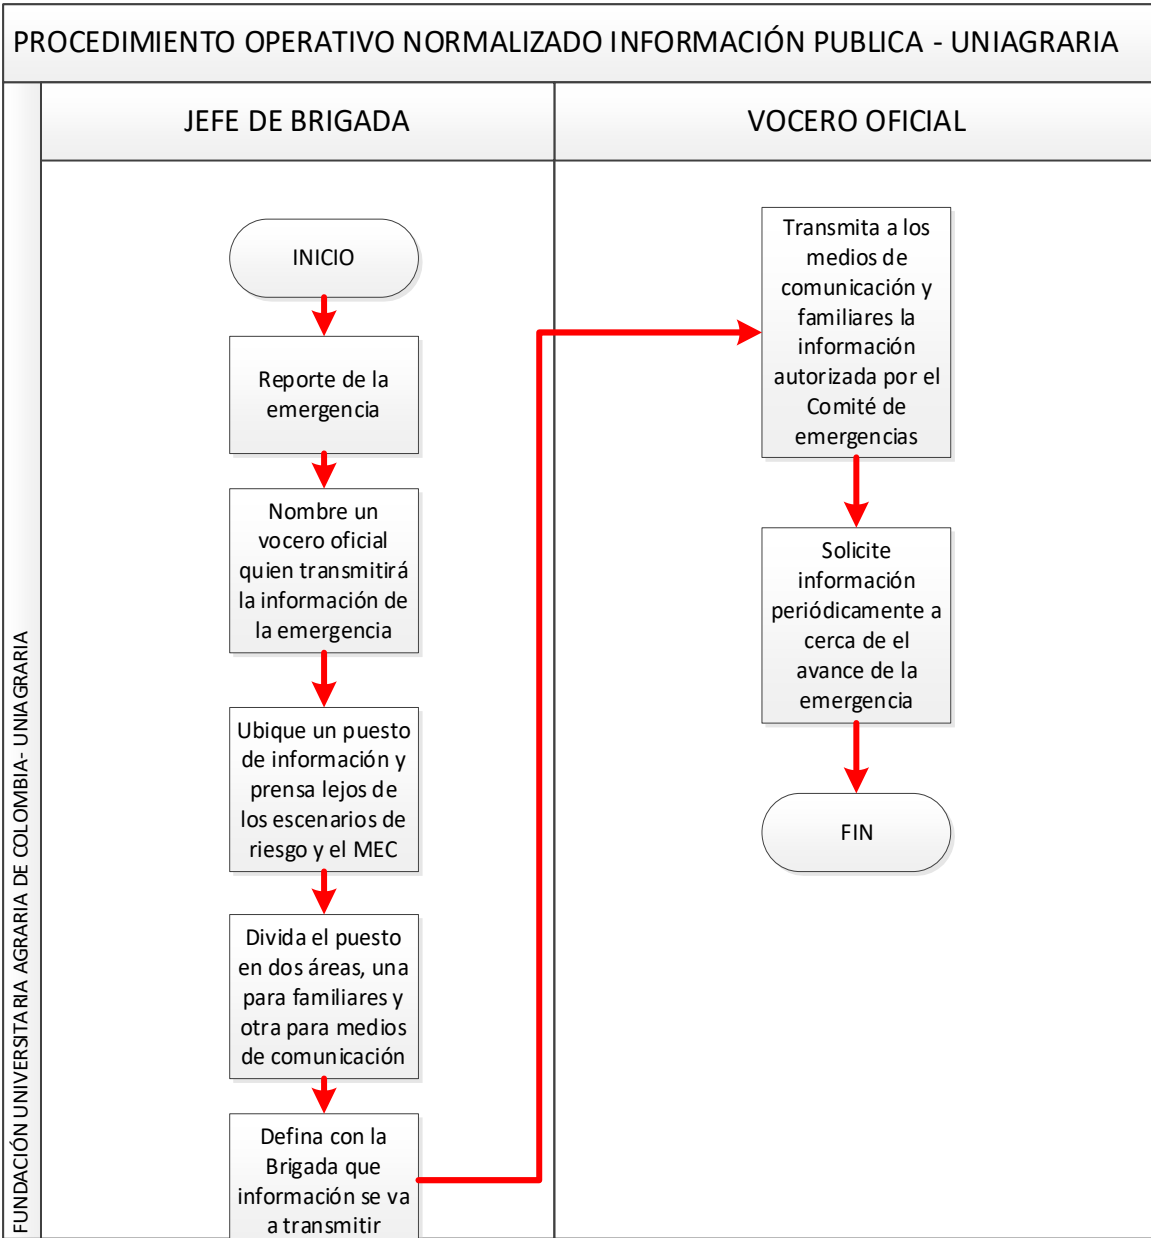 PROCEDIMIENTO OPERATIVO NORMALIZADO INFORMACIÓN PUBLICA - UNIAGRARIA
FUNDACIÓN UNIVERSITARIA AGRARIA DE COLOMBIA- UNIAGRARIA
JEFE DE BRIGADA
INICIO
Reporte de la
emergencia
Nombre un
vocero oficial
quien transmitirá
la información de
la emergencia
Ubique un puesto
de información y
prensa lejos de
los escenarios de
riesgo y el MEC
Divida el puesto
en dos áreas, una
para familiares y
otra para medios
de comunicación
Defina con la
Brigada que
información se va
a transmitir
VOCERO OFICIAL
Transmita a los
medios de
comunicación y
familiares la
información
autorizada por el
Comité de
emergencias
Solicite
información
periódicamente a
cerca de el
avance de la
emergencia
FIN